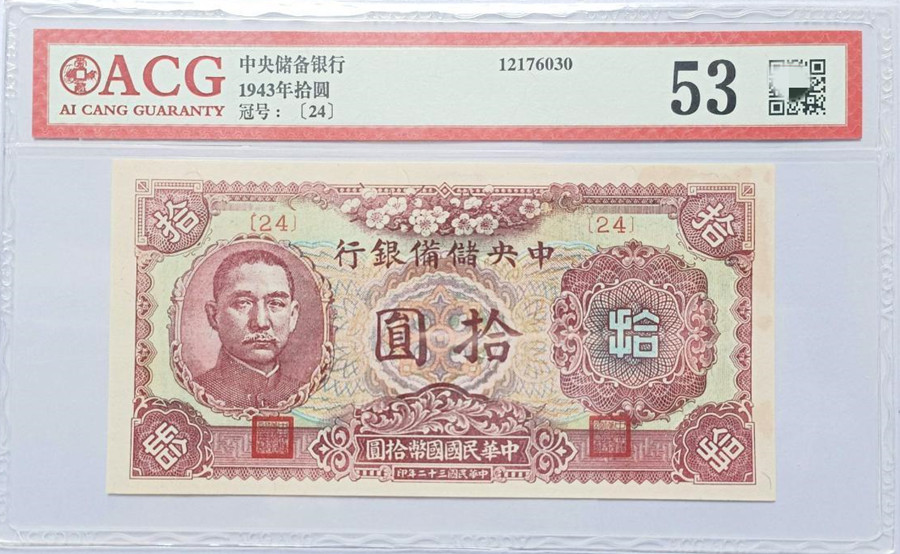 ACG
AI CANG GUARANTY
中央储备银行
1943年拾圆
冠号：〔24〕
12176030
53
拾
拾
〔24〕
〔24〕
行銀備儲央中
圓拾
拾
圓拾幣國國民華中
印年二十三國民華中
拾
拾